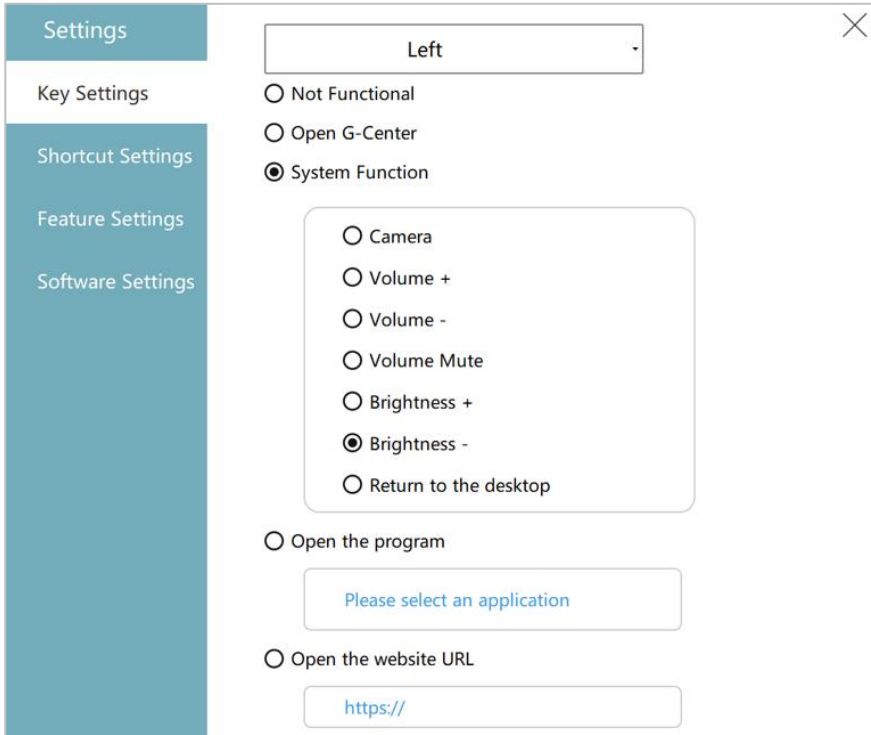 Settings
Key Settings
Shortcut Settings
Feature Settings
Software Settings
Left
Not Functional
Open G-Center
System Function
Camera
Volume +
Volume -
Volume Mute
Brightness +
Brightness -
Return to the desktop
Open the program
Please select an application
Open the website URL
https://